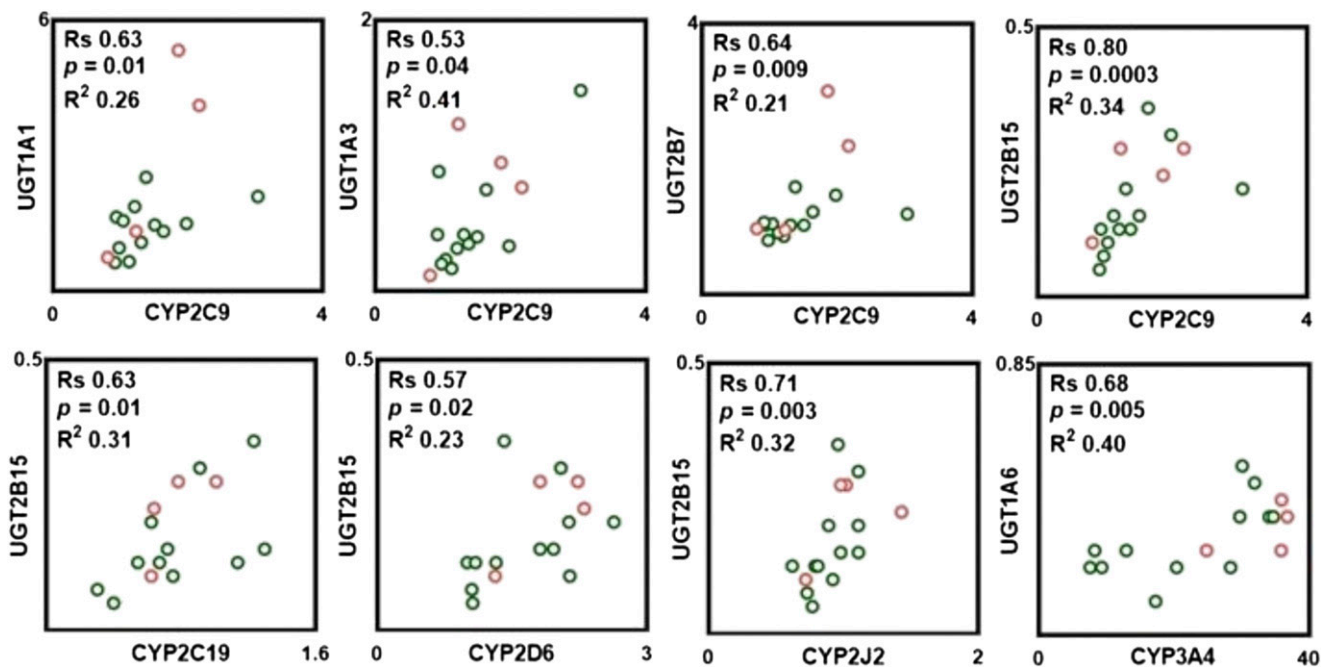 6
Rs 0.63
p = 0.01
R² 0.26
UGT1A1
0
CYP2C9
4
2
Rs 0.53
p = 0.04
R² 0.41
UGT1A3
0
CYP2C9
4
4
Rs 0.64
p = 0.009
R² 0.21
UGT2B7
0
CYP2C9
4
0.5
Rs 0.80
p = 0.0003
R² 0.34
UGT2B15
0
CYP2C9
4
0.5
Rs 0.63
p = 0.01
R² 0.31
UGT2B15
CYP2C19
1.6
0.5
Rs 0.57
p = 0.02
R² 0.23
UGT2B15
0
CYP2D6
3
0.5
Rs 0.71
p = 0.003
R² 0.32
UGT2B15
0
CYP2J2
2
0.85
Rs 0.68
p = 0.005
R² 0.40
UGT1A6
0
CYP3A4
40